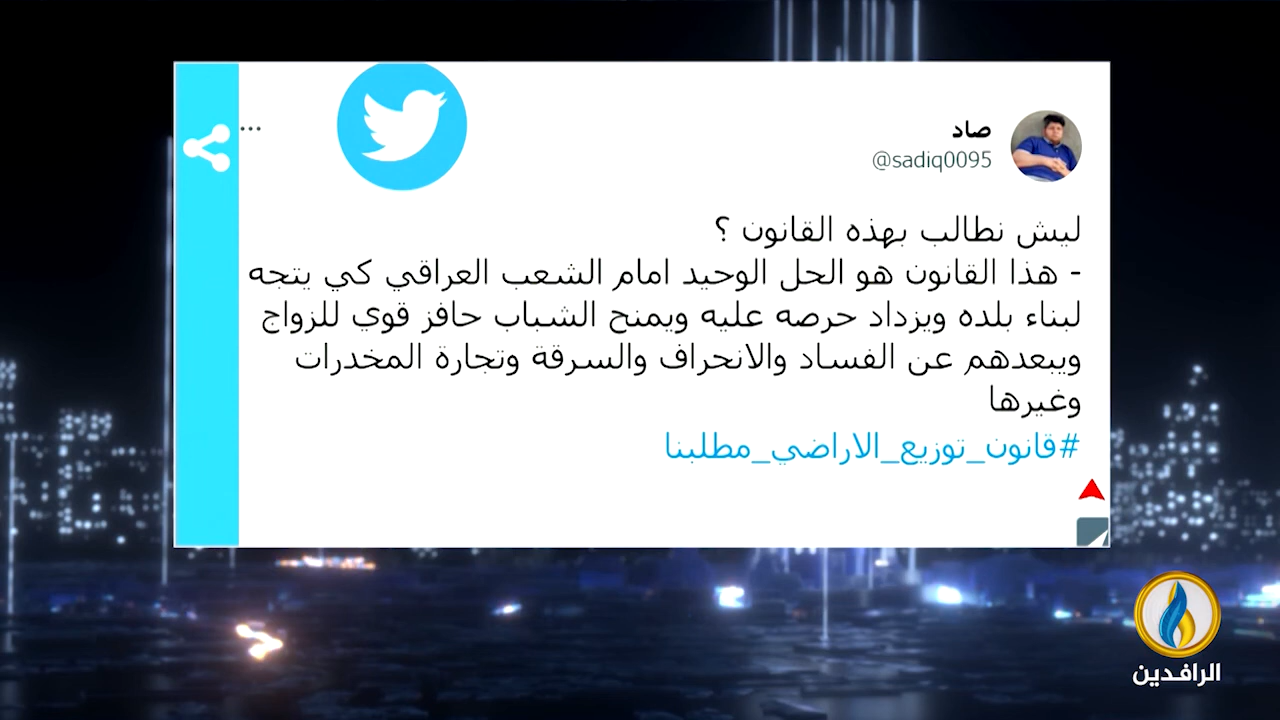 صاد
@sadiq0095
ليش نطالب بهذه القانون ؟
- هذا القانون هو الحل الوحيد امام الشعب العراقي كي يتجه
لبناء بلده ويزداد حرصه عليه ويمنح الشباب حافز قوي للزواج
ويبعدهم عن الفساد والانحراف والسرقة وتجارة المخدرات
وغيرها
#قانون_توزيع_الاراضي_مطلبنا
الرافدين